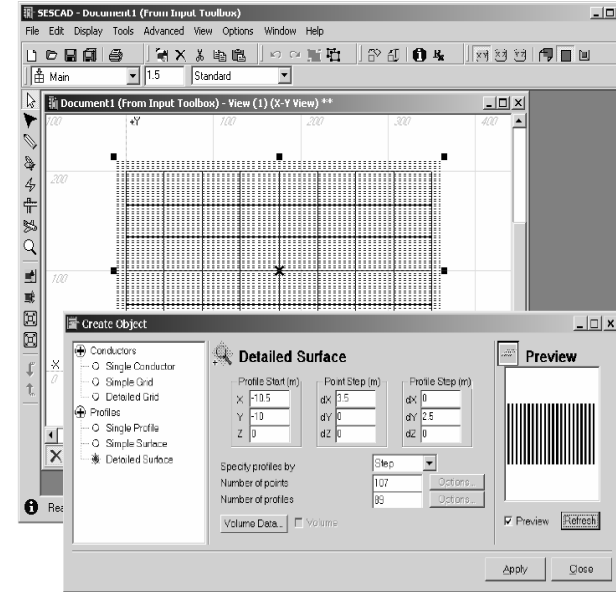 SESCAD - Document1 (From Input Toolbox)
File Edit Display Tools Advanced View Options Window Help
Main 1.5 Standard
Document1 (From Input Toolbox) - View (1) (X-Y View) **
+Y 100 200 300 400
200
100
X
0
Create Object
Conductors
Single Conductor
Simple Grid
Detailed Grid
Profiles
Single Profile
Simple Surface
Detailed Surface
Detailed Surface
Profile Start (m) Point Step (m) Profile Step (m)
X -10.5 dX 3.5 dX 0
Y -10 dY 0 dY 2.5
Z 0 dZ 0 dZ 0
Specify profiles by Step
Number of points 107 Options...
Number of profiles 89 Options...
Volume Data... Volume
Preview
Preview Refresh
Apply Close